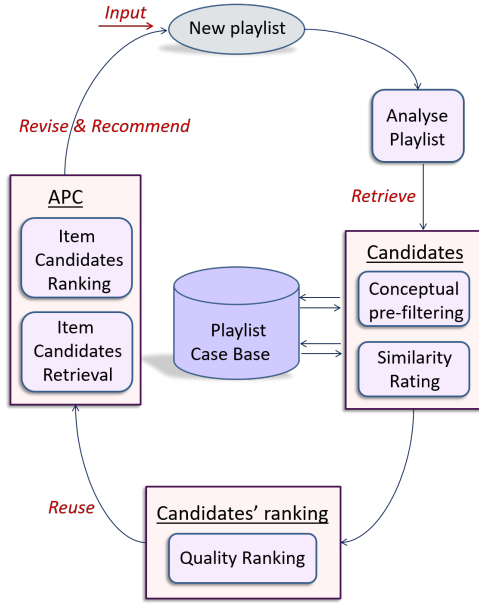 Input
New playlist
Analyse
Playlist
Revise & Recommend
Retrieve
APC
Item
Candidates
Ranking
Item
Candidates
Retrieval
Playlist
Case Base
Candidates
Conceptual
pre-filtering
Similarity
Rating
Reuse
Candidates' ranking
Quality Ranking